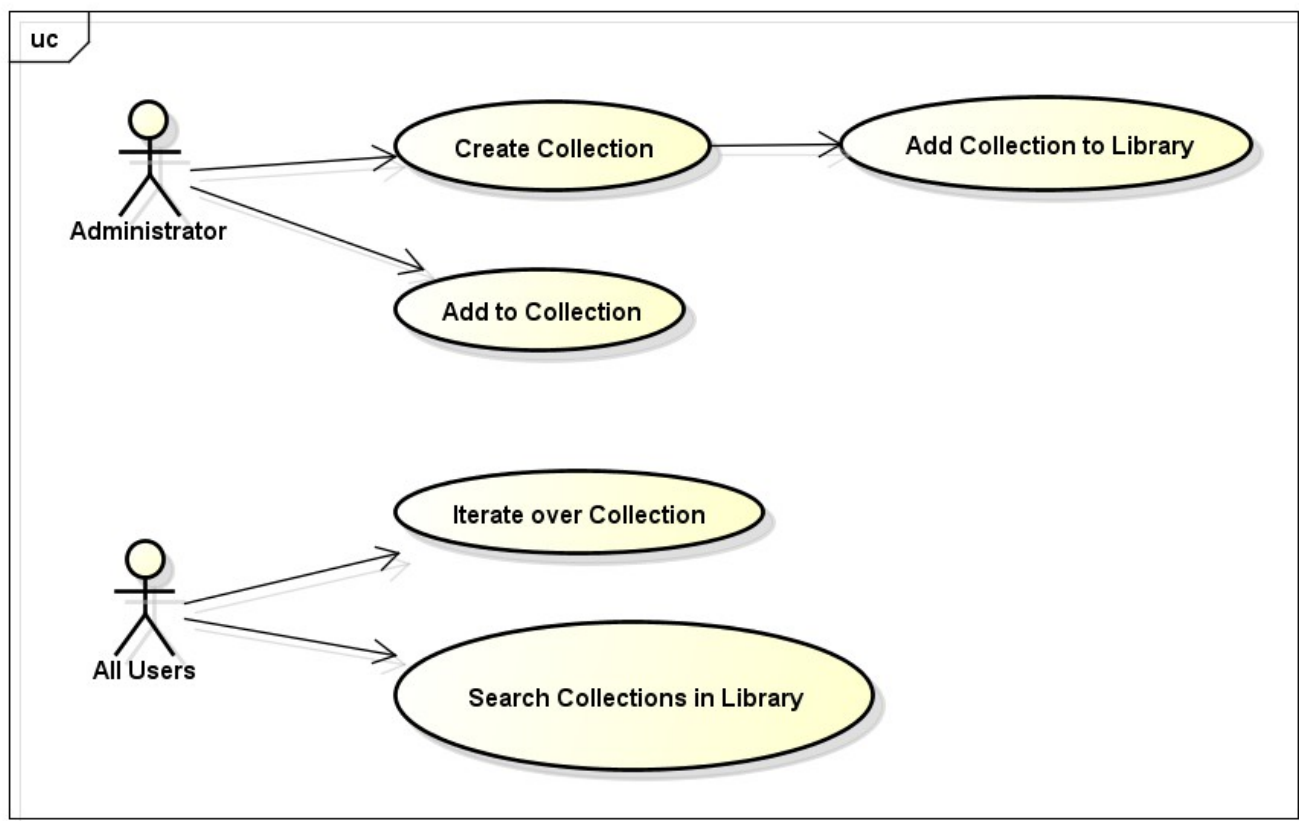 uc
Create Collection
Add Collection to Library
Administrator
Add to Collection
Iterate over Collection
All Users
Search Collections in Library